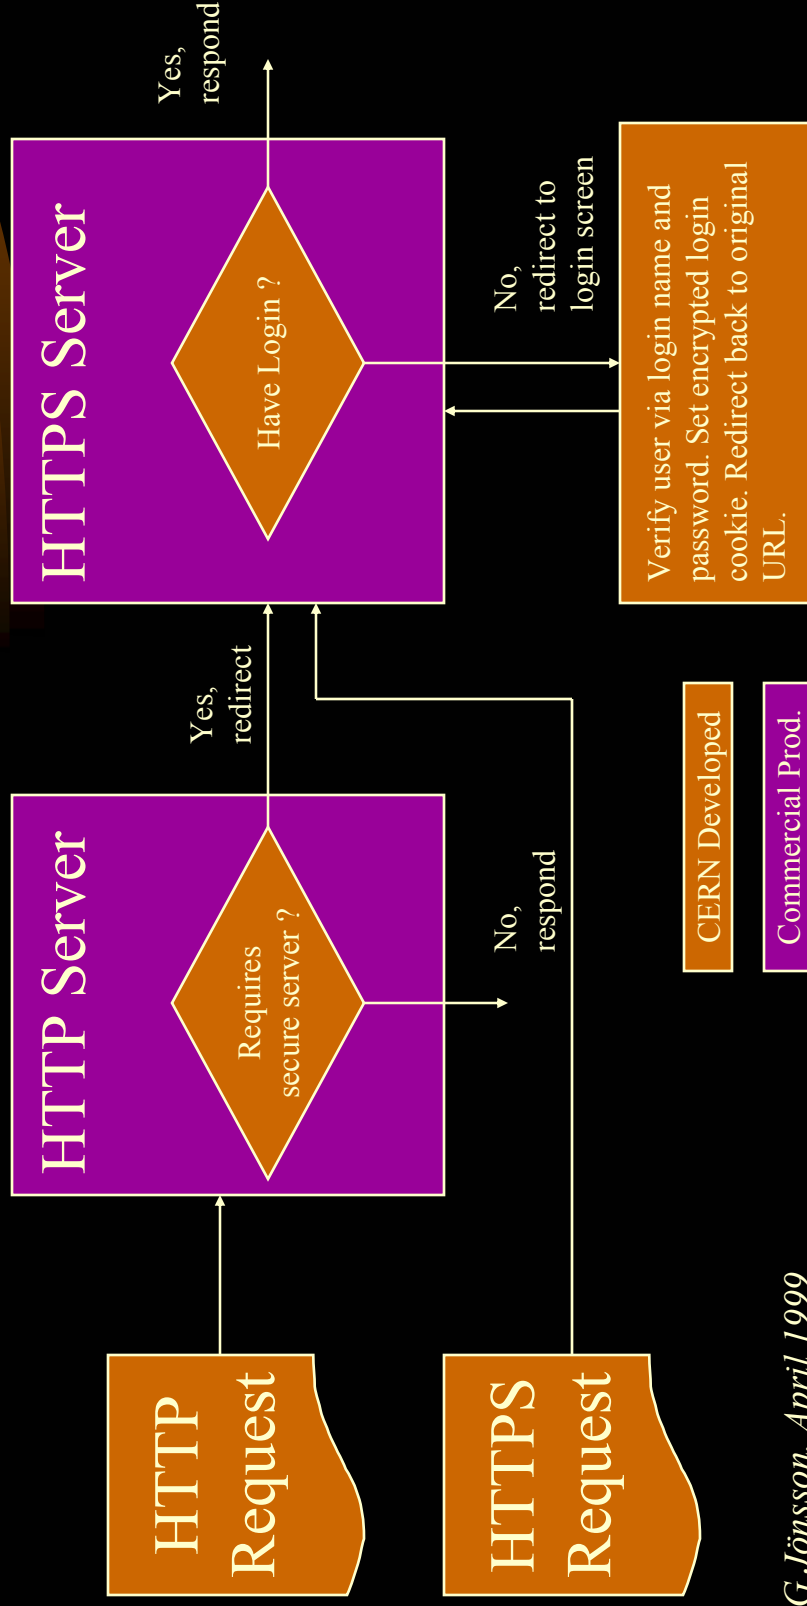 HTTP
Request
HTTPS
Request
HTTP Server
Requires
secure server ?
Yes,
redirect
No,
respond
HTTPS Server
Have Login ?
Yes,
respond
No,
redirect to
login screen
Verify user via login name and
password. Set encrypted login
cookie. Redirect back to original
URL.
CERN Developed
Commercial Prod.
G.Jönsson, April 1999